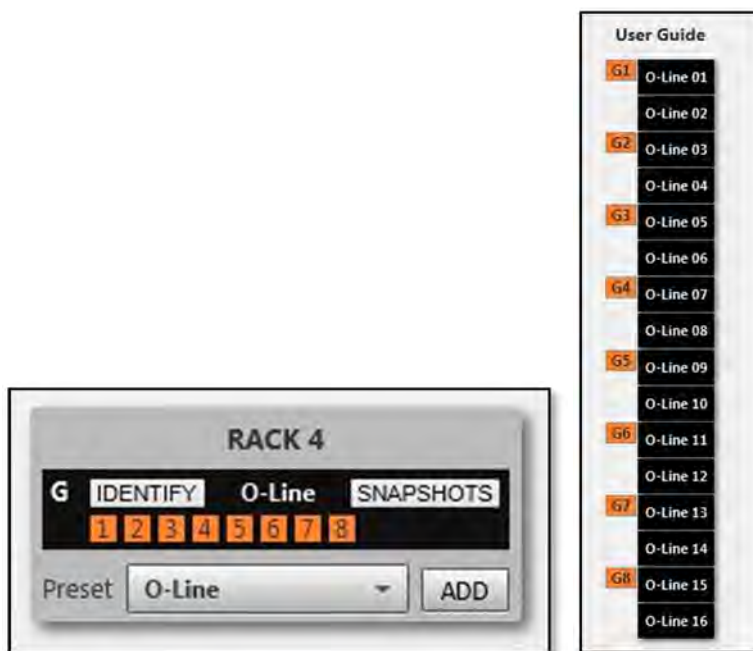 RACK 4
G IDENTIFY O-Line SNAPSHOTS
1 2 3 4 5 6 7 8
Preset O-Line ADD
User Guide
G1 O-Line 01
O-Line 02
G2 O-Line 03
O-Line 04
G3 O-Line 05
O-Line 06
G4 O-Line 07
O-Line 08
G5 O-Line 09
O-Line 10
G6 O-Line 11
O-Line 12
G7 O-Line 13
O-Line 14
G8 O-Line 15
O-Line 16